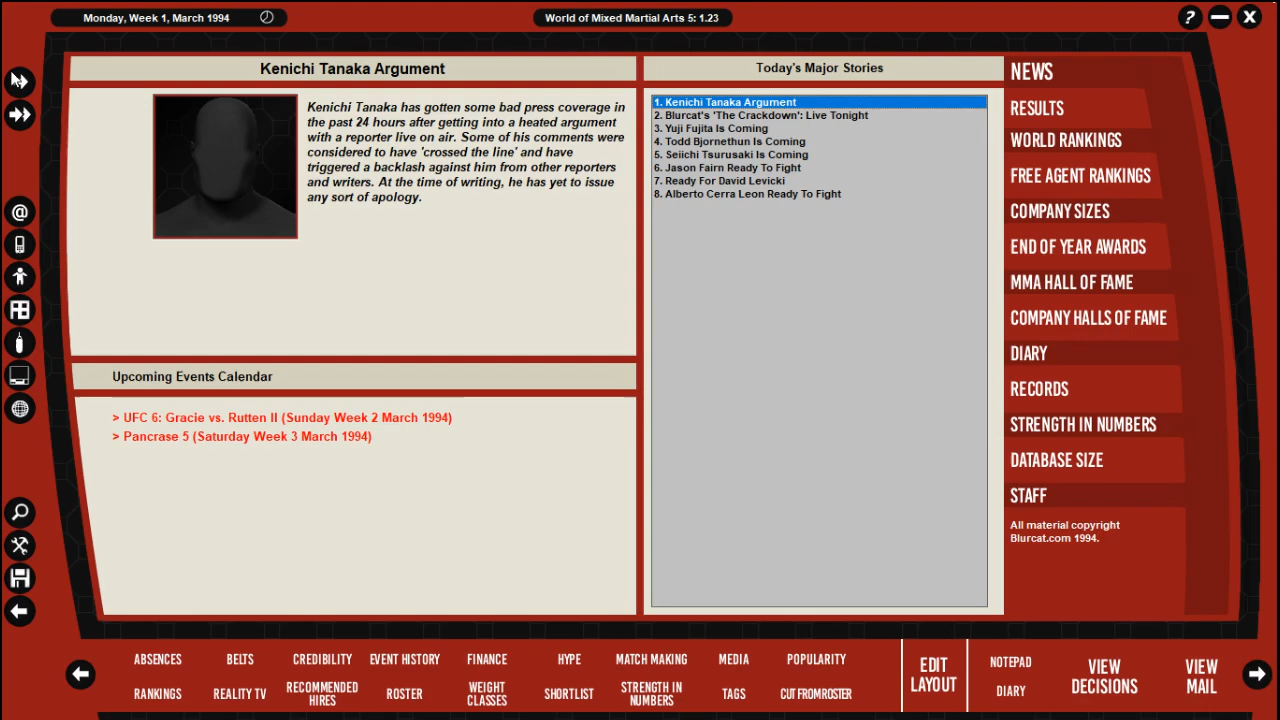 Monday, Week 1, March 1994
World of Mixed Martial Arts 5: 1.23
?
X
Kenichi Tanaka Argument
Kenichi Tanaka has gotten some bad press coverage in
the past 24 hours after getting into a heated argument
with a reporter live on air. Some of his comments were
considered to have 'crossed the line' and have
triggered a backlash against him from other reporters
and writers. At the time of writing, he has yet to issue
any sort of apology.
Upcoming Events Calendar
> UFC 6: Gracie vs. Rutten II (Sunday Week 2 March 1994)
> Pancrase 5 (Saturday Week 3 March 1994)
Today's Major Stories
1. Kenichi Tanaka Argument
2. Blurcat's 'The Crackdown': Live Tonight
3. Yuji Fujita Is Coming
4. Todd Bjornethun Is Coming
5. Seiichi Tsurusaki Is Coming
6. Jason Fairn Ready To Fight
7. Ready For David Levicki
8. Alberto Cerra Leon Ready To Fight
NEWS
RESULTS
WORLD RANKINGS
FREE AGENT RANKINGS
COMPANY SIZES
END OF YEAR AWARDS
MMA HALL OF FAME
COMPANY HALLS OF FAME
DIARY
RECORDS
STRENGTH IN NUMBERS
DATABASE SIZE
STAFF
All material copyright
Blurcat.com 1994.
@
ABSENCES
BELTS
CREDIBILITY
EVENT HISTORY
FINANCE
HYPE
MATCH MAKING
MEDIA
POPULARITY
RANKINGS
REALITY TV
RECOMMENDED
HIRES
ROSTER
WEIGHT
CLASSES
SHORTLIST
STRENGTH IN
NUMBERS
TAGS
CUT FROM ROSTER
EDIT
LAYOUT
NOTEPAD
DIARY
VIEW
DECISIONS
VIEW
MAIL